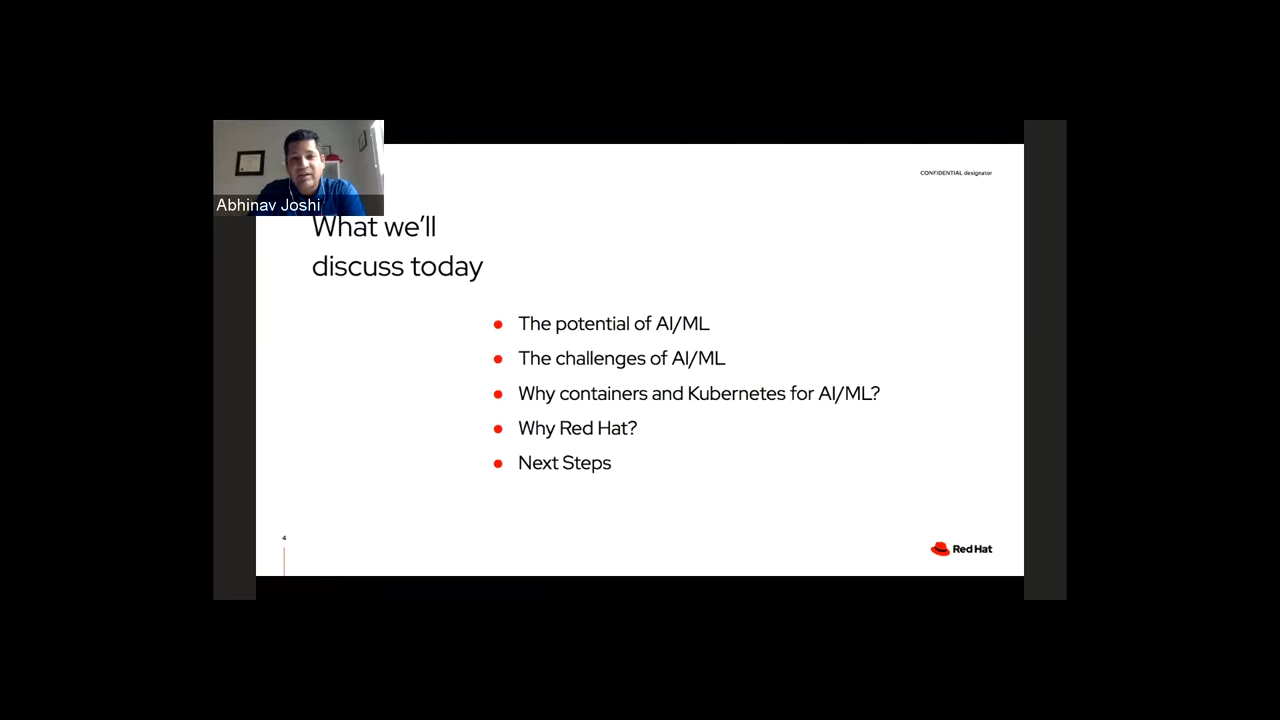 Abhinav Joshi
CONFIDENTIAL designator
What we'll
discuss today
The potential of AI/ML
The challenges of AI/ML
Why containers and Kubernetes for AI/ML?
Why Red Hat?
Next Steps
4
Red Hat